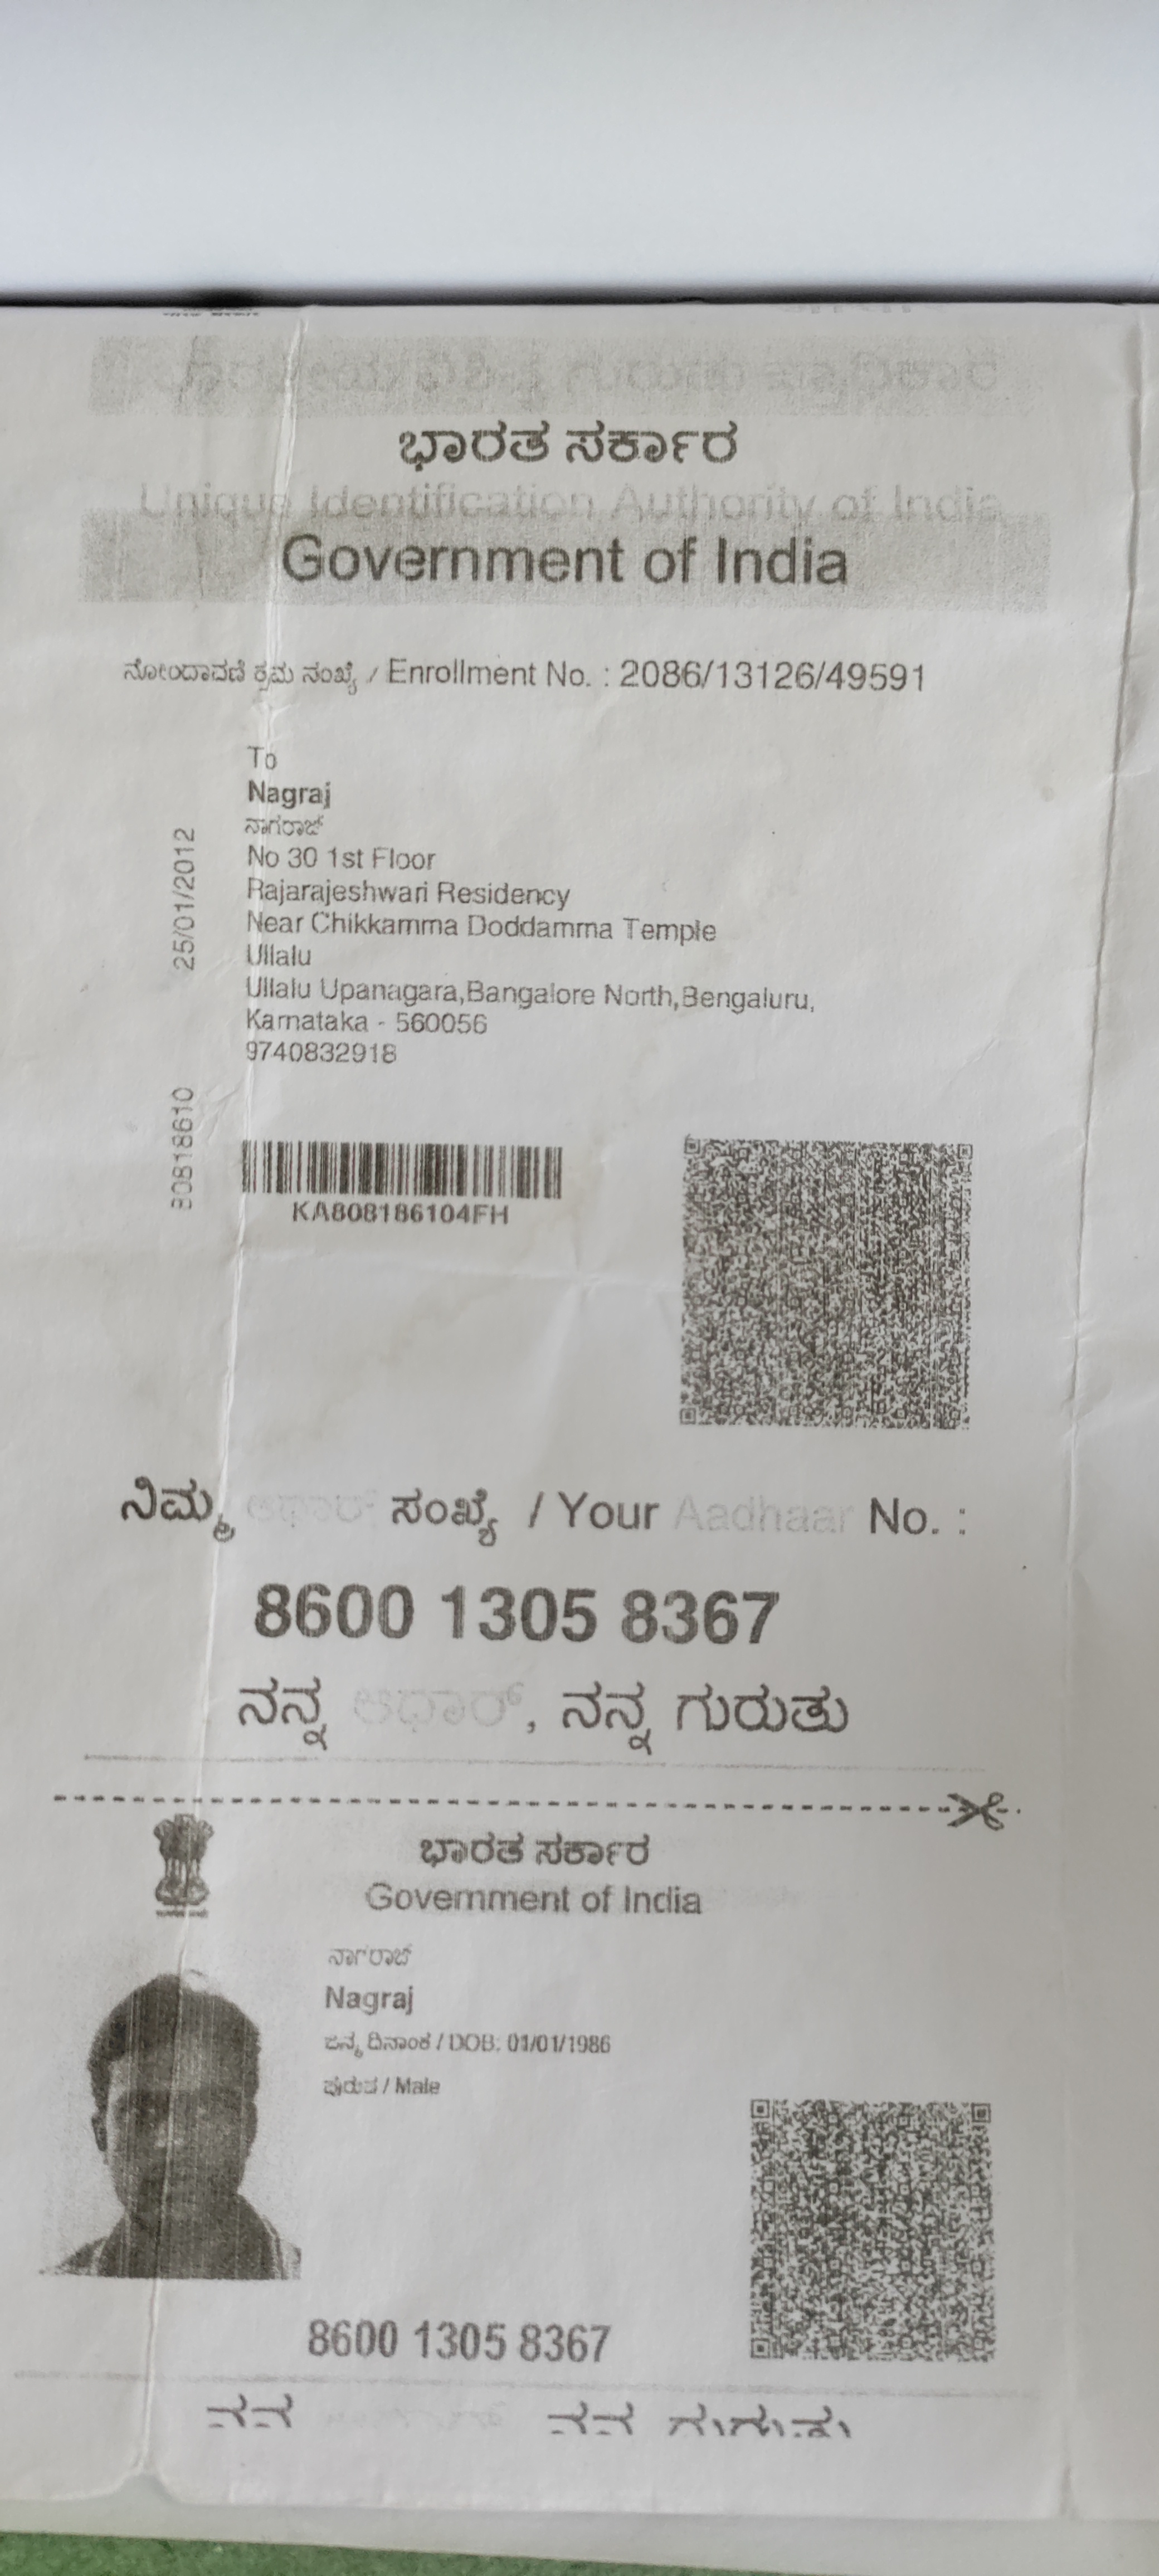 ಭಾರತ ಸರ್ಕಾರ
Unique Identification Authority of India
Government of India
ನೋಂದಾವಣೆ ಕ್ರಮ ಸಂಖ್ಯೆ / Enrollment No. : 2086/13126/49591
To
Nagraj
ನಾಗರಾಜ್
No 30 1st Floor
Rajarajeshwari Residency
Near Chikkamma Doddamma Temple
Ullalu
Ullalu Upanagara,Bangalore North,Bengaluru,
Karnataka - 560056
9740832918
25/01/2012
80818610
KA808186104FH
ನಿಮ್ಮ ಆಧಾರ್ ಸಂಖ್ಯೆ / Your Aadhaar No. :
8600 1305 8367
ನನ್ನ ಆಧಾರ್, ನನ್ನ ಗುರುತು
ಭಾರತ ಸರ್ಕಾರ
Government of India
ನಾಗರಾಜ್
Nagraj
ಜನ್ಮ ದಿನಾಂಕ / DOB: 01/01/1986
ಪುರುಷ / Male
8600 1305 8367